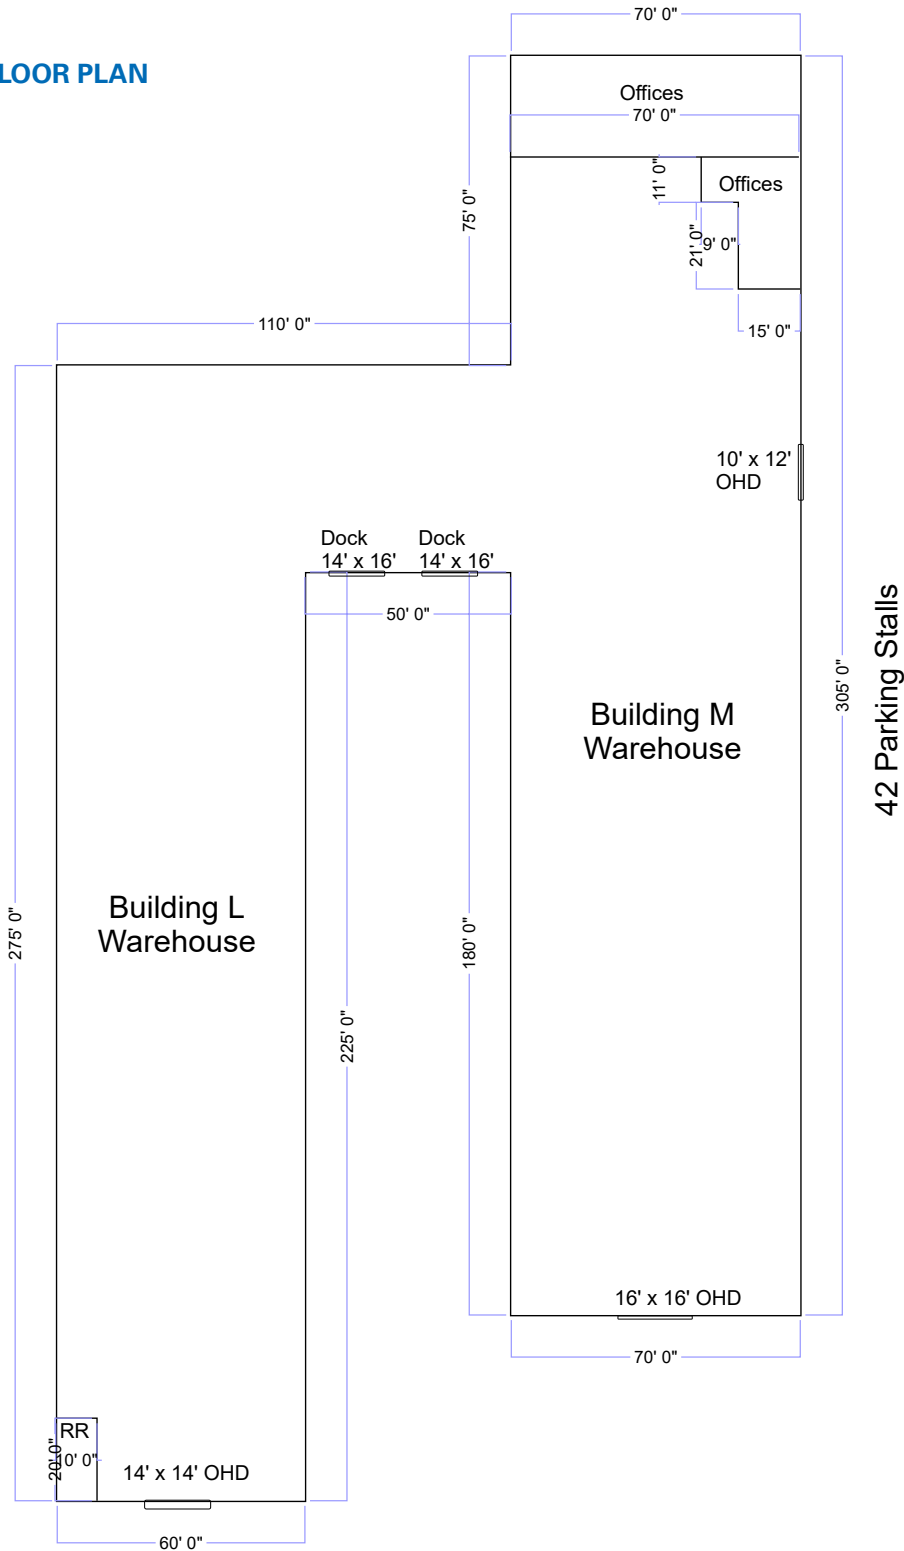 70' 0"
LOOR PLAN
Offices
70' 0"
11' 0"
Offices
75' 0"
21' 0"
9' 0"
110' 0"
15' 0"
10' x 12'
OHD
Dock
14' x 16'
Dock
14' x 16'
50' 0"
42 Parking Stalls
305' 0"
Building M
Warehouse
Building L
Warehouse
275' 0"
180' 0"
225' 0"
16' x 16' OHD
70' 0"
RR
20' 0"
0' 0"
14' x 14' OHD
60' 0"